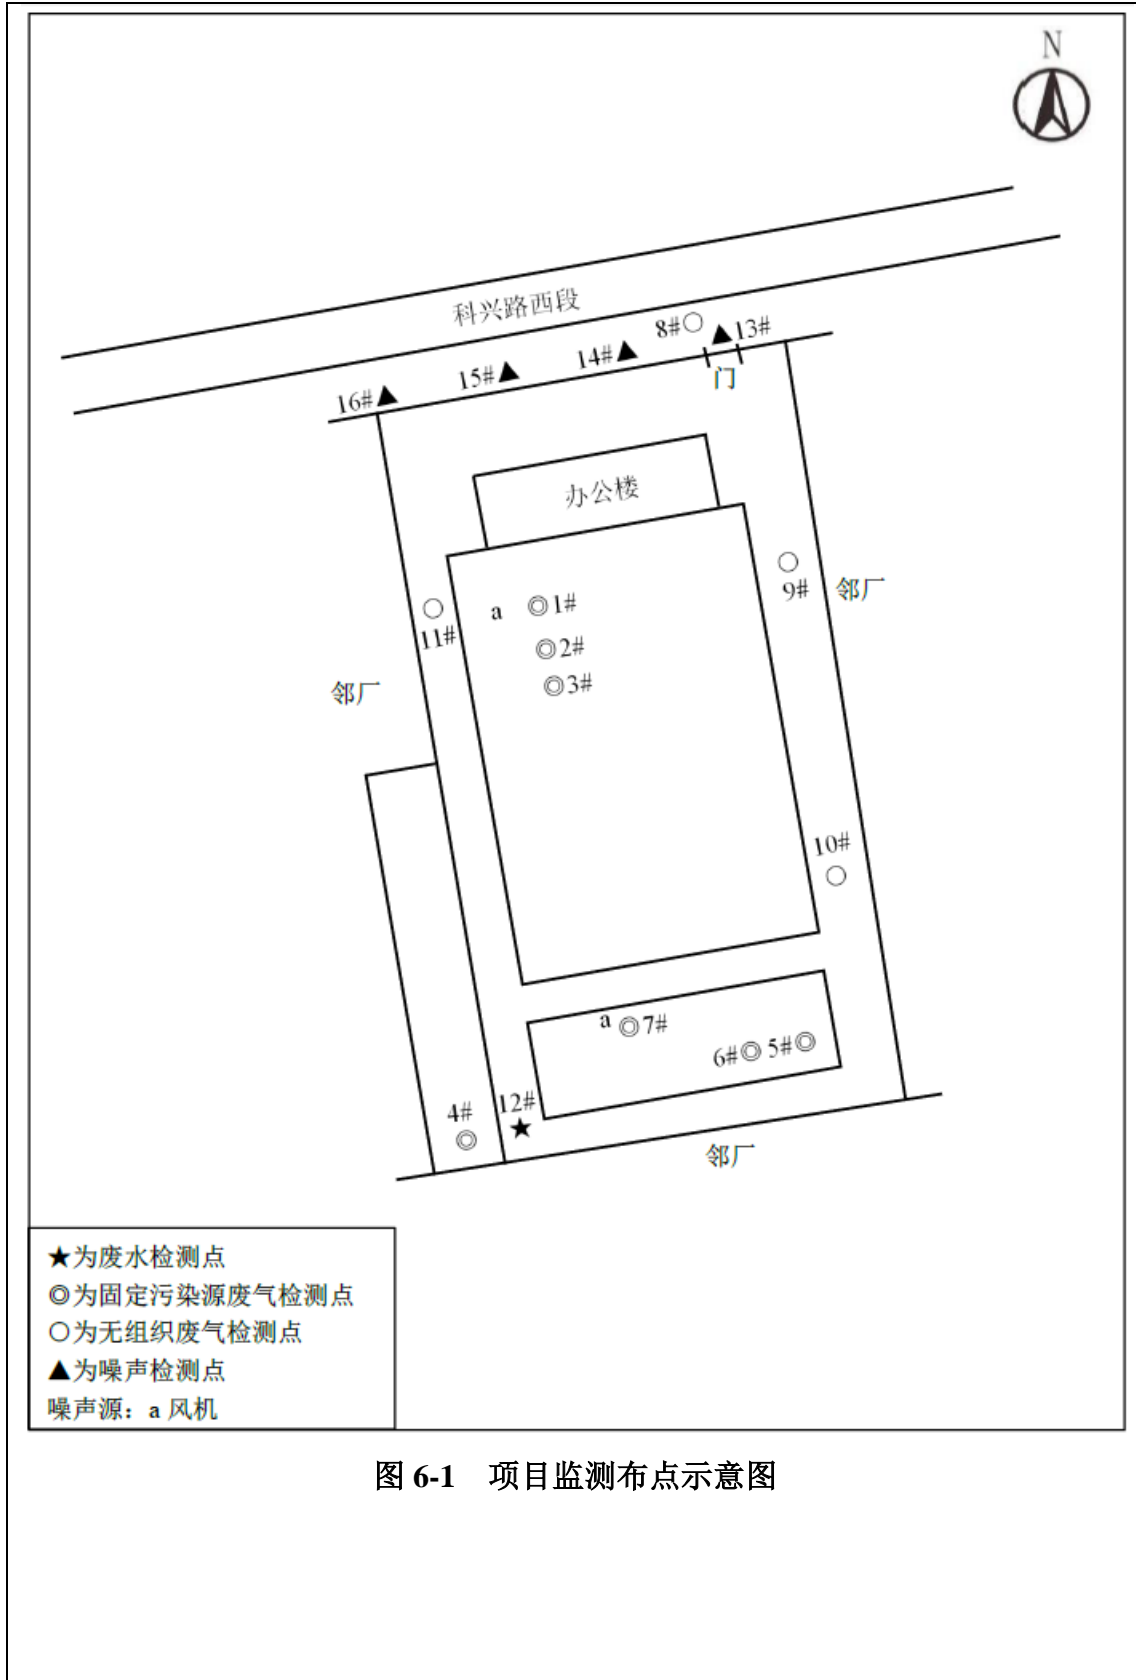 N
科兴路西段
8#
13#
14#
15#
16#
门
办公楼
a
1#
9#
邻厂
11#
2#
3#
邻厂
10#
a
7#
6#
5#
4#
12#
邻厂
★为废水检测点
◎为固定污染源废气检测点
○为无组织废气检测点
▲为噪声检测点
噪声源：a 风机
图 6-1 项目监测布点示意图